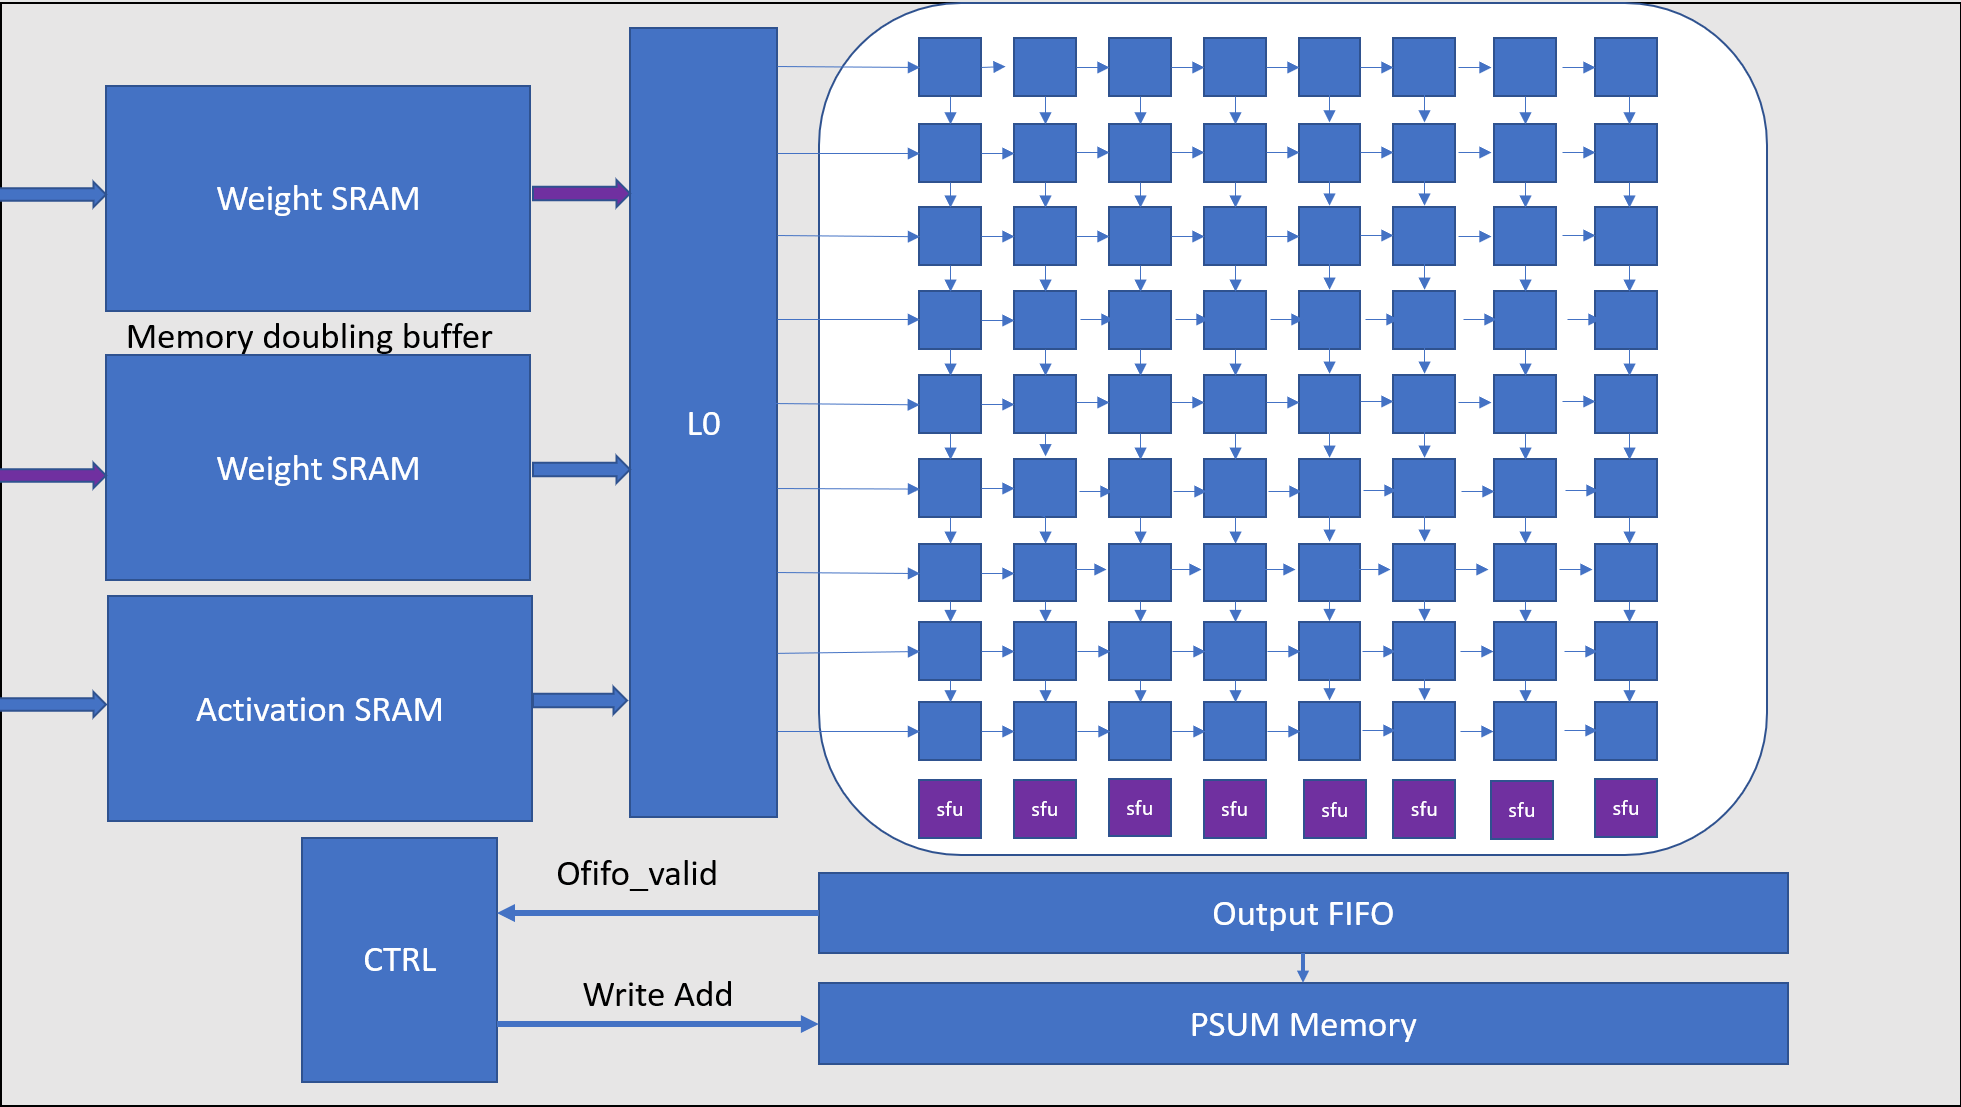 Weight SRAM
Memory doubling buffer
Weight SRAM
Activation SRAM
L0
sfu sfu sfu sfu sfu sfu sfu sfu
Ofifo_valid
CTRL
Write Add
Output FIFO
PSUM Memory